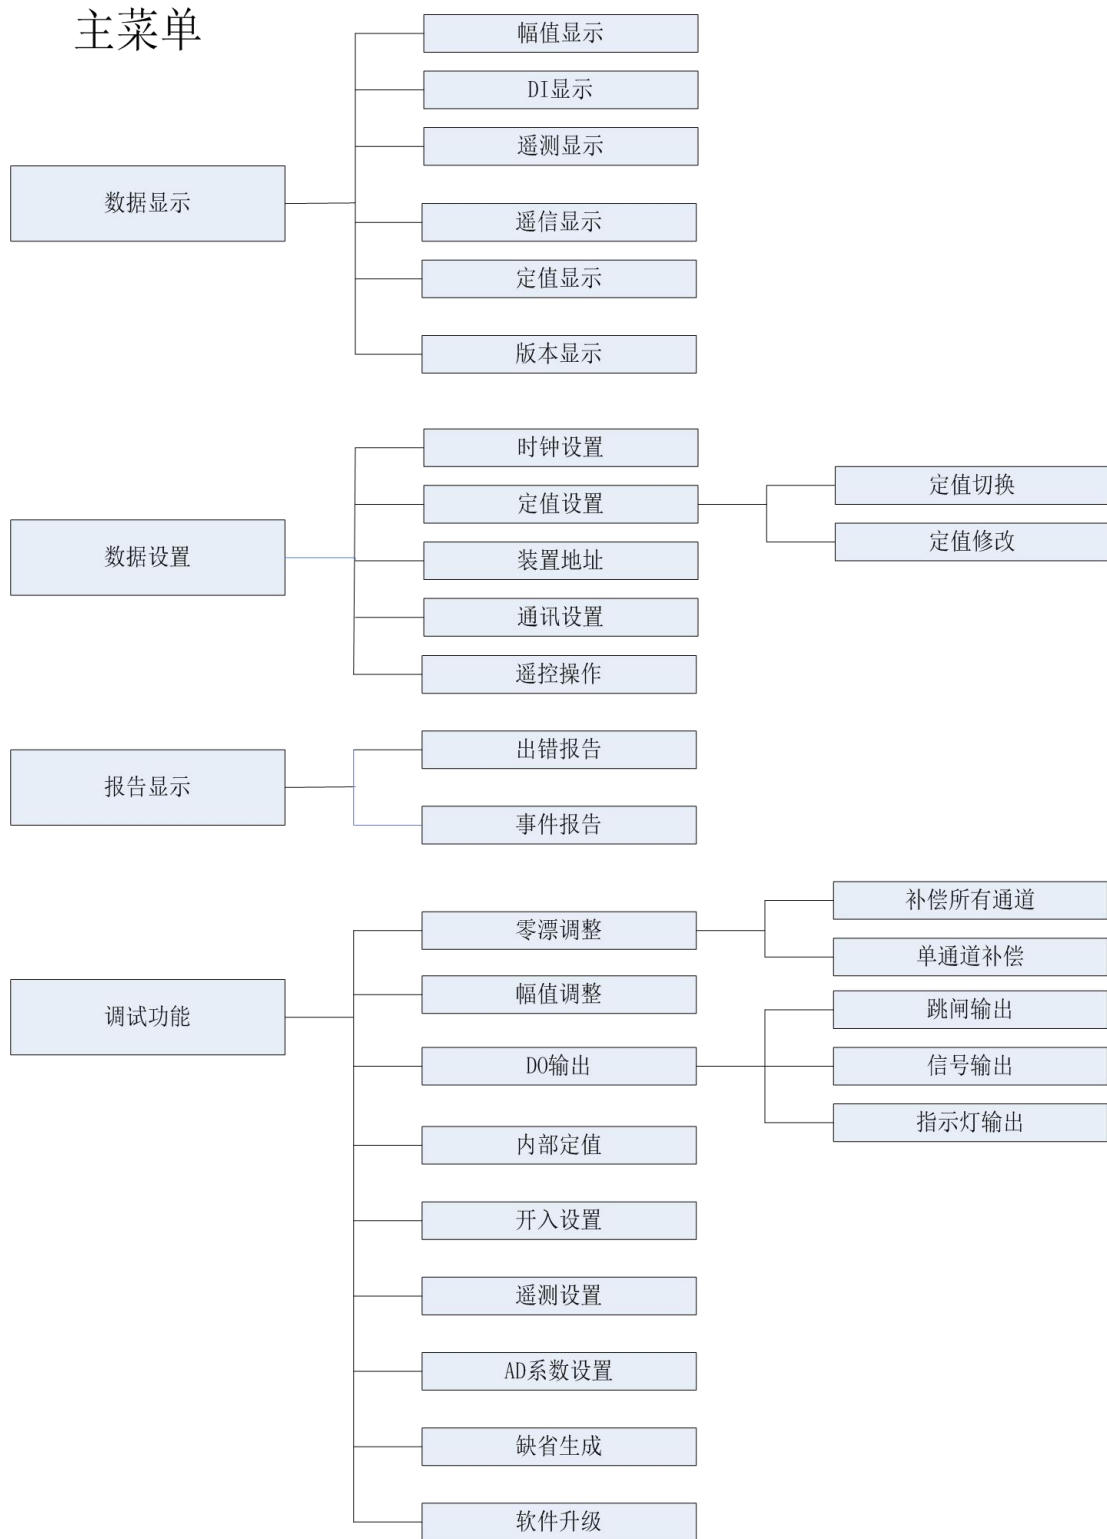 主菜单
数据显示
幅值显示
DI显示
遥测显示
遥信显示
定值显示
版本显示
数据设置
时钟设置
定值设置
定值切换
定值修改
装置地址
通讯设置
遥控操作
报告显示
出错报告
事件报告
调试功能
零漂调整
补偿所有通道
单通道补偿
幅值调整
DO输出
跳闸输出
信号输出
指示灯输出
内部定值
开入设置
遥测设置
AD系数设置
缺省生成
软件升级